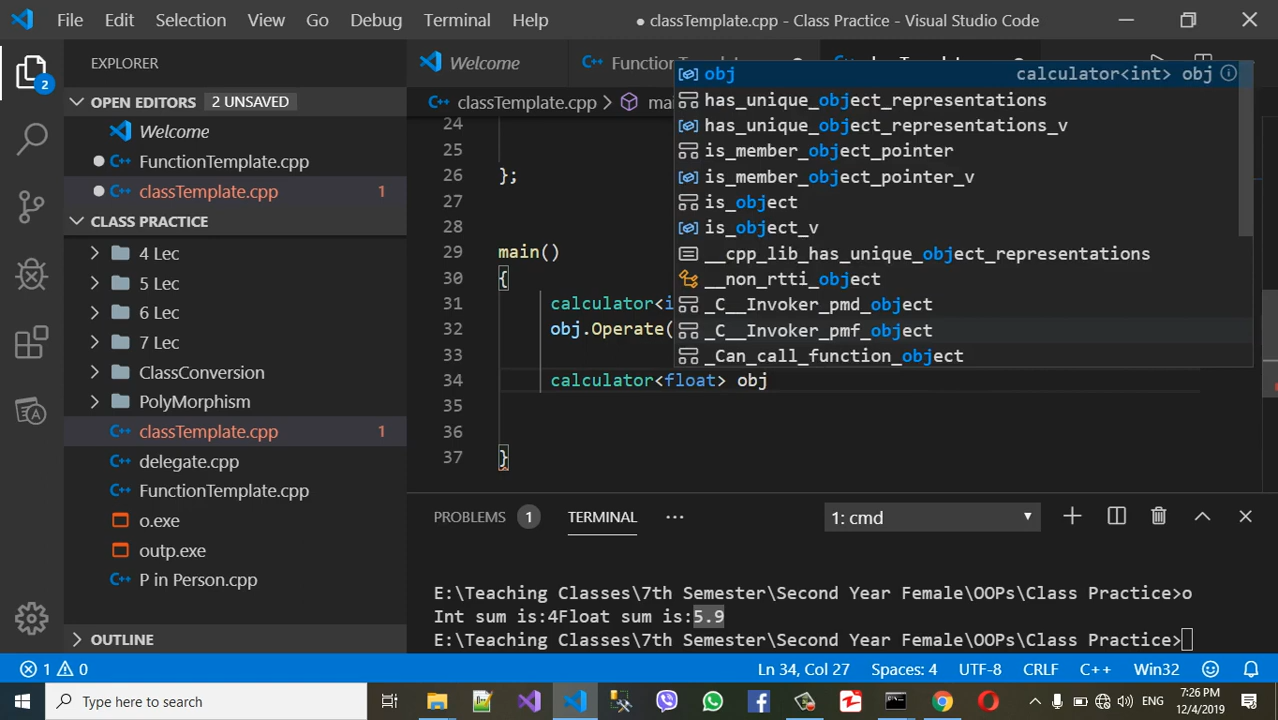 File Edit Selection View Go Debug Terminal Help ● classTemplate.cpp - Class Practice - Visual Studio Code
EXPLORER
OPEN EDITORS 2 UNSAVED
Welcome
FunctionTemplate.cpp
classTemplate.cpp 1
CLASS PRACTICE
4 Lec
5 Lec
6 Lec
7 Lec
ClassConversion
PolyMorphism
classTemplate.cpp 1
delegate.cpp
FunctionTemplate.cpp
o.exe
outp.exe
P in Person.cpp
OUTLINE
2
Welcome
classTemplate.cpp
obj calculator<int> obj
has_unique_object_representations
has_unique_object_representations_v
is_member_object_pointer
is_member_object_pointer_v
is_object
is_object_v
__cpp_lib_has_unique_object_representations
__non_rtti_object
_C__Invoker_pmd_object
_C__Invoker_pmf_object
_Can_call_function_object
24
25
26 };
27
28
29 main()
30 {
31 calculator<i
32 obj.Operate(
33
34 calculator<float> obj
35
36
37 }
PROBLEMS 1 TERMINAL ... 1: cmd
E:\Teaching Classes\7th Semester\Second Year Female\OOPs\Class Practice>o
Int sum is:4Float sum is:5.9
E:\Teaching Classes\7th Semester\Second Year Female\OOPs\Class Practice>
1 0 Ln 34, Col 27 Spaces: 4 UTF-8 CRLF C++ Win32
Type here to search
ENG
7:26 PM
12/4/2019